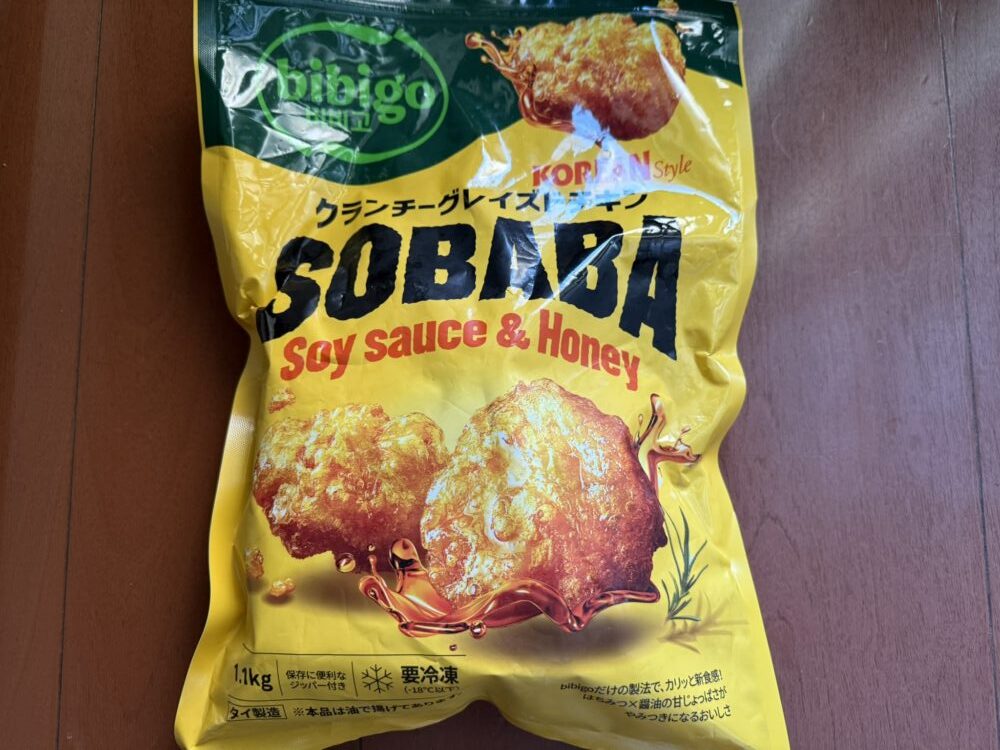 bibigo
비비고
KOREAN Style
クランチーグレイズドチキン
SOBABA
Soy sauce & Honey
1.1kg
保存に便利な
ジッパー付き
要冷凍
(-18℃以下)
タイ製造
※本品は油で揚げてあります
bibigoだけの製法で、カリッと新食感!
はちみつ×醤油の甘じょっぱさが
やみつきになるおいしさ